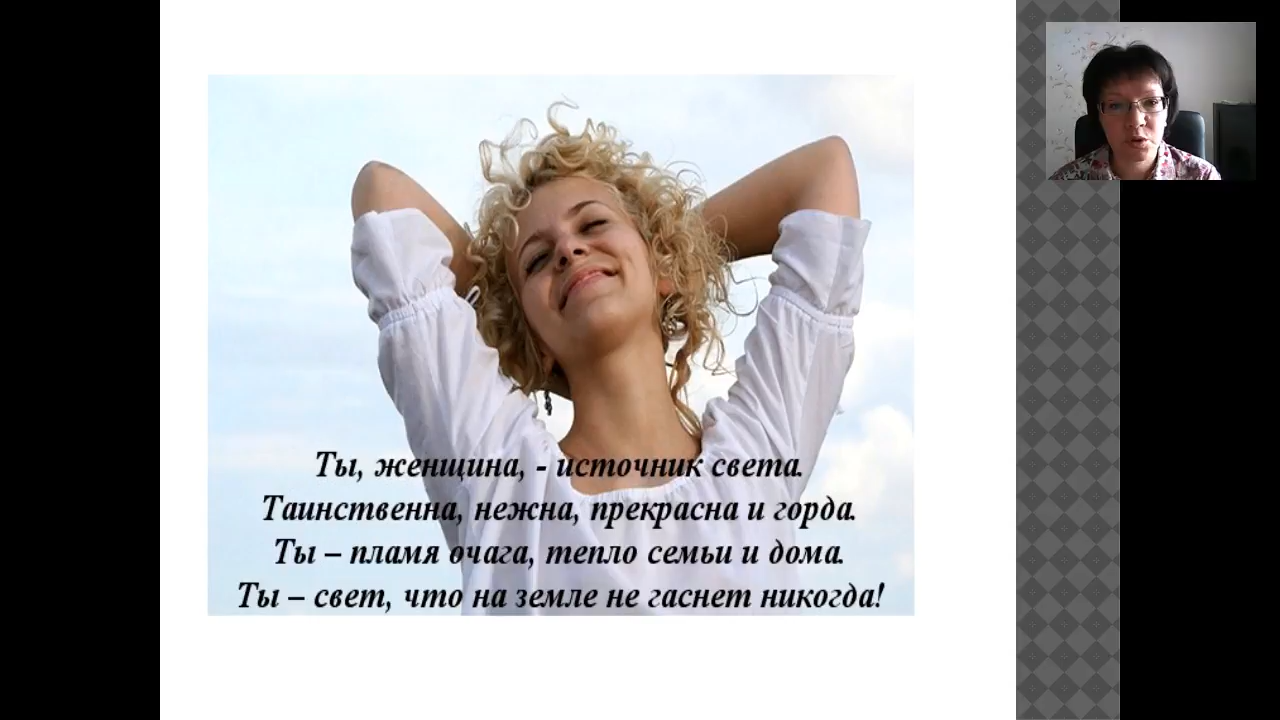 Ты, женщина, - источник света.
Таинственна, нежна, прекрасна и горда.
Ты – пламя очага, тепло семьи и дома.
Ты – свет, что на земле не гаснет никогда!